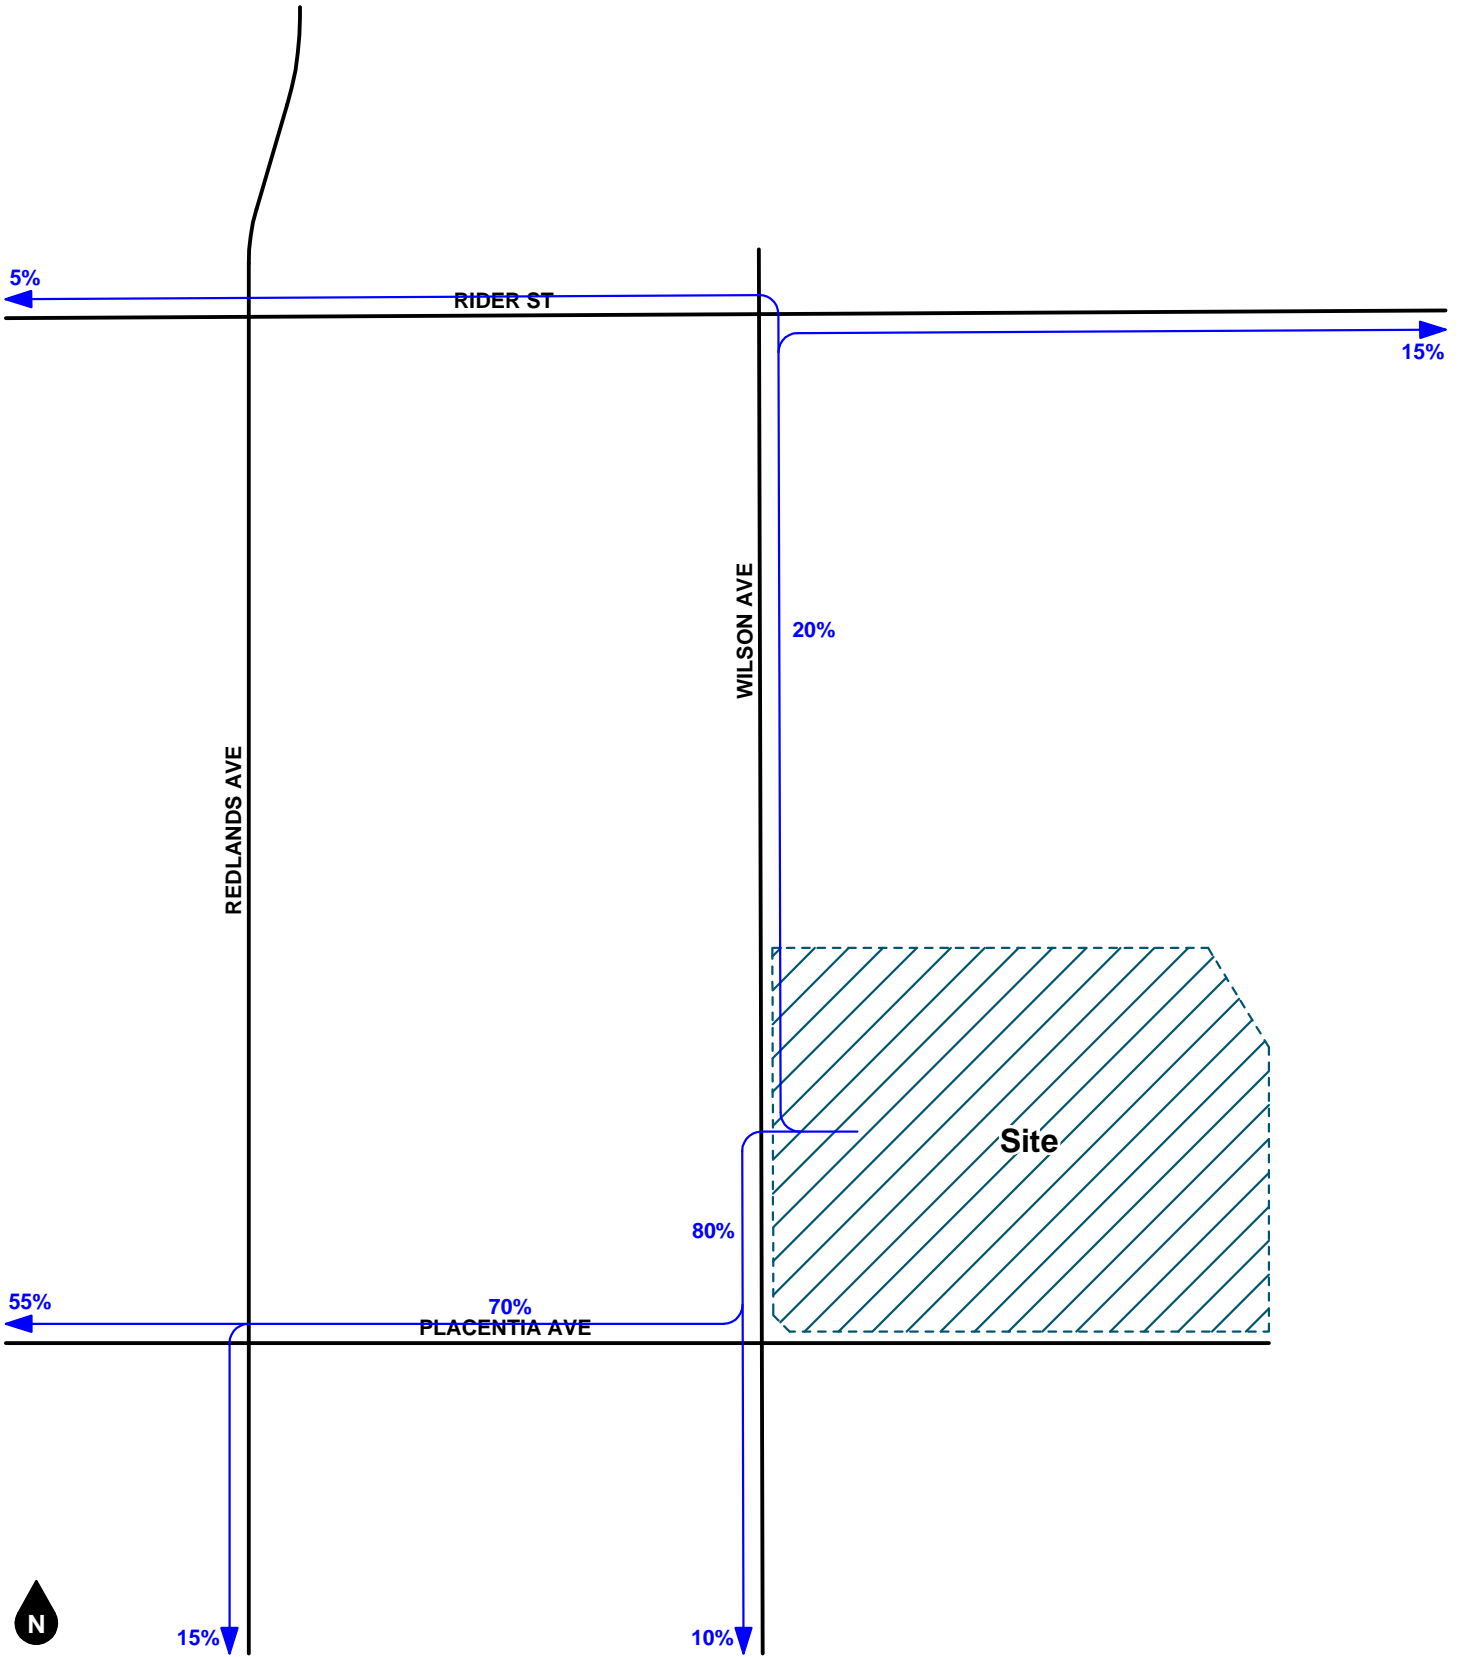 5%
RIDER ST
15%
WILSON AVE
20%
REDLANDS AVE
Site
80%
55%
70%
PLACENTIA AVE
N
15%
10%